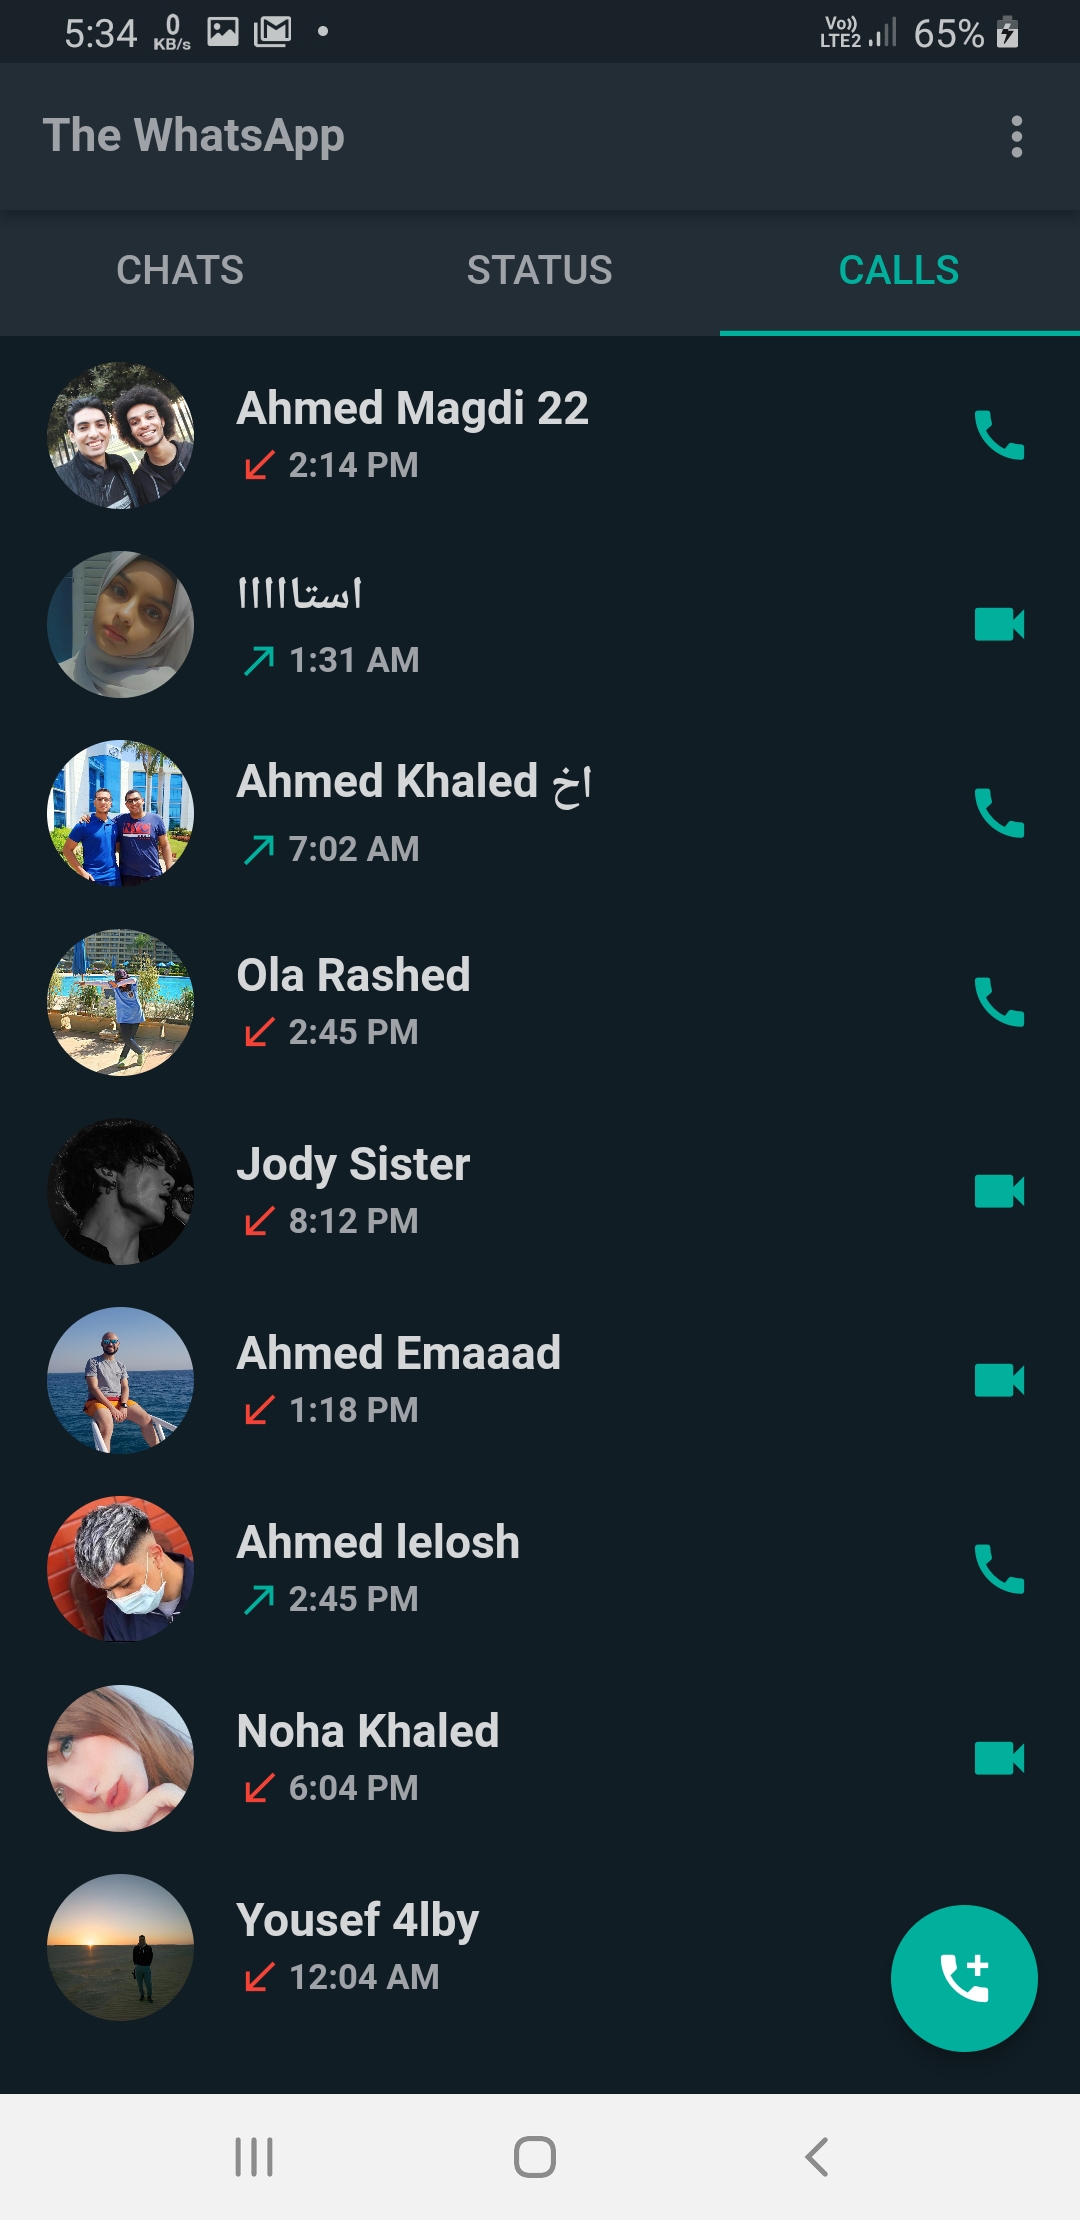 5:34 0 KB/s Vo)) LTE2 65%
The WhatsApp
CHATS STATUS CALLS
Ahmed Magdi 22
2:14 PM
استااااا
1:31 AM
Ahmed Khaled اخ
7:02 AM
Ola Rashed
2:45 PM
Jody Sister
8:12 PM
Ahmed Emaaad
1:18 PM
Ahmed lelosh
2:45 PM
Noha Khaled
6:04 PM
Yousef 4lby
12:04 AM